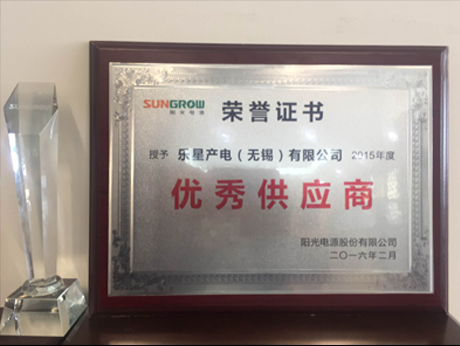 SUNGROW
阳光电源
荣誉证书
授予 乐星产电（无锡）有限公司 2015年度
优秀供应商
阳光电源股份有限公司
二〇一六年二月